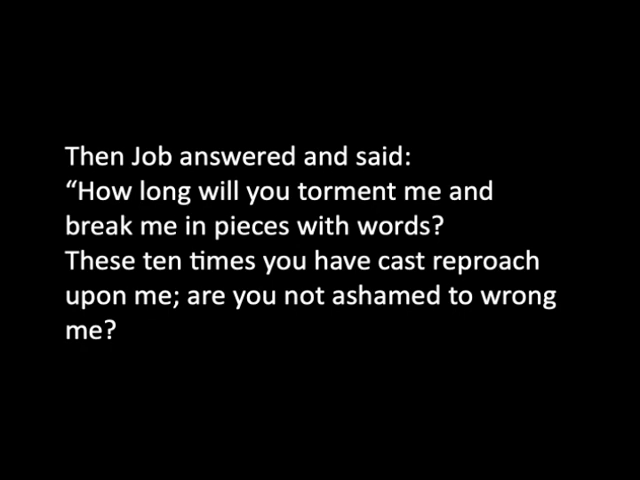 Then Job answered and said:
“How long will you torment me and
break me in pieces with words?
These ten times you have cast reproach
upon me; are you not ashamed to wrong
me?